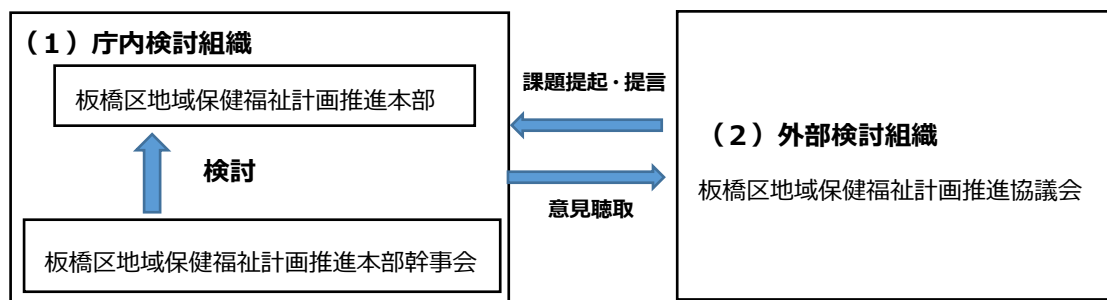 （１）庁内検討組織
板橋区地域保健福祉計画推進本部
検討
板橋区地域保健福祉計画推進本部幹事会
課題提起・提言
意見聴取
（２）外部検討組織
板橋区地域保健福祉計画推進協議会